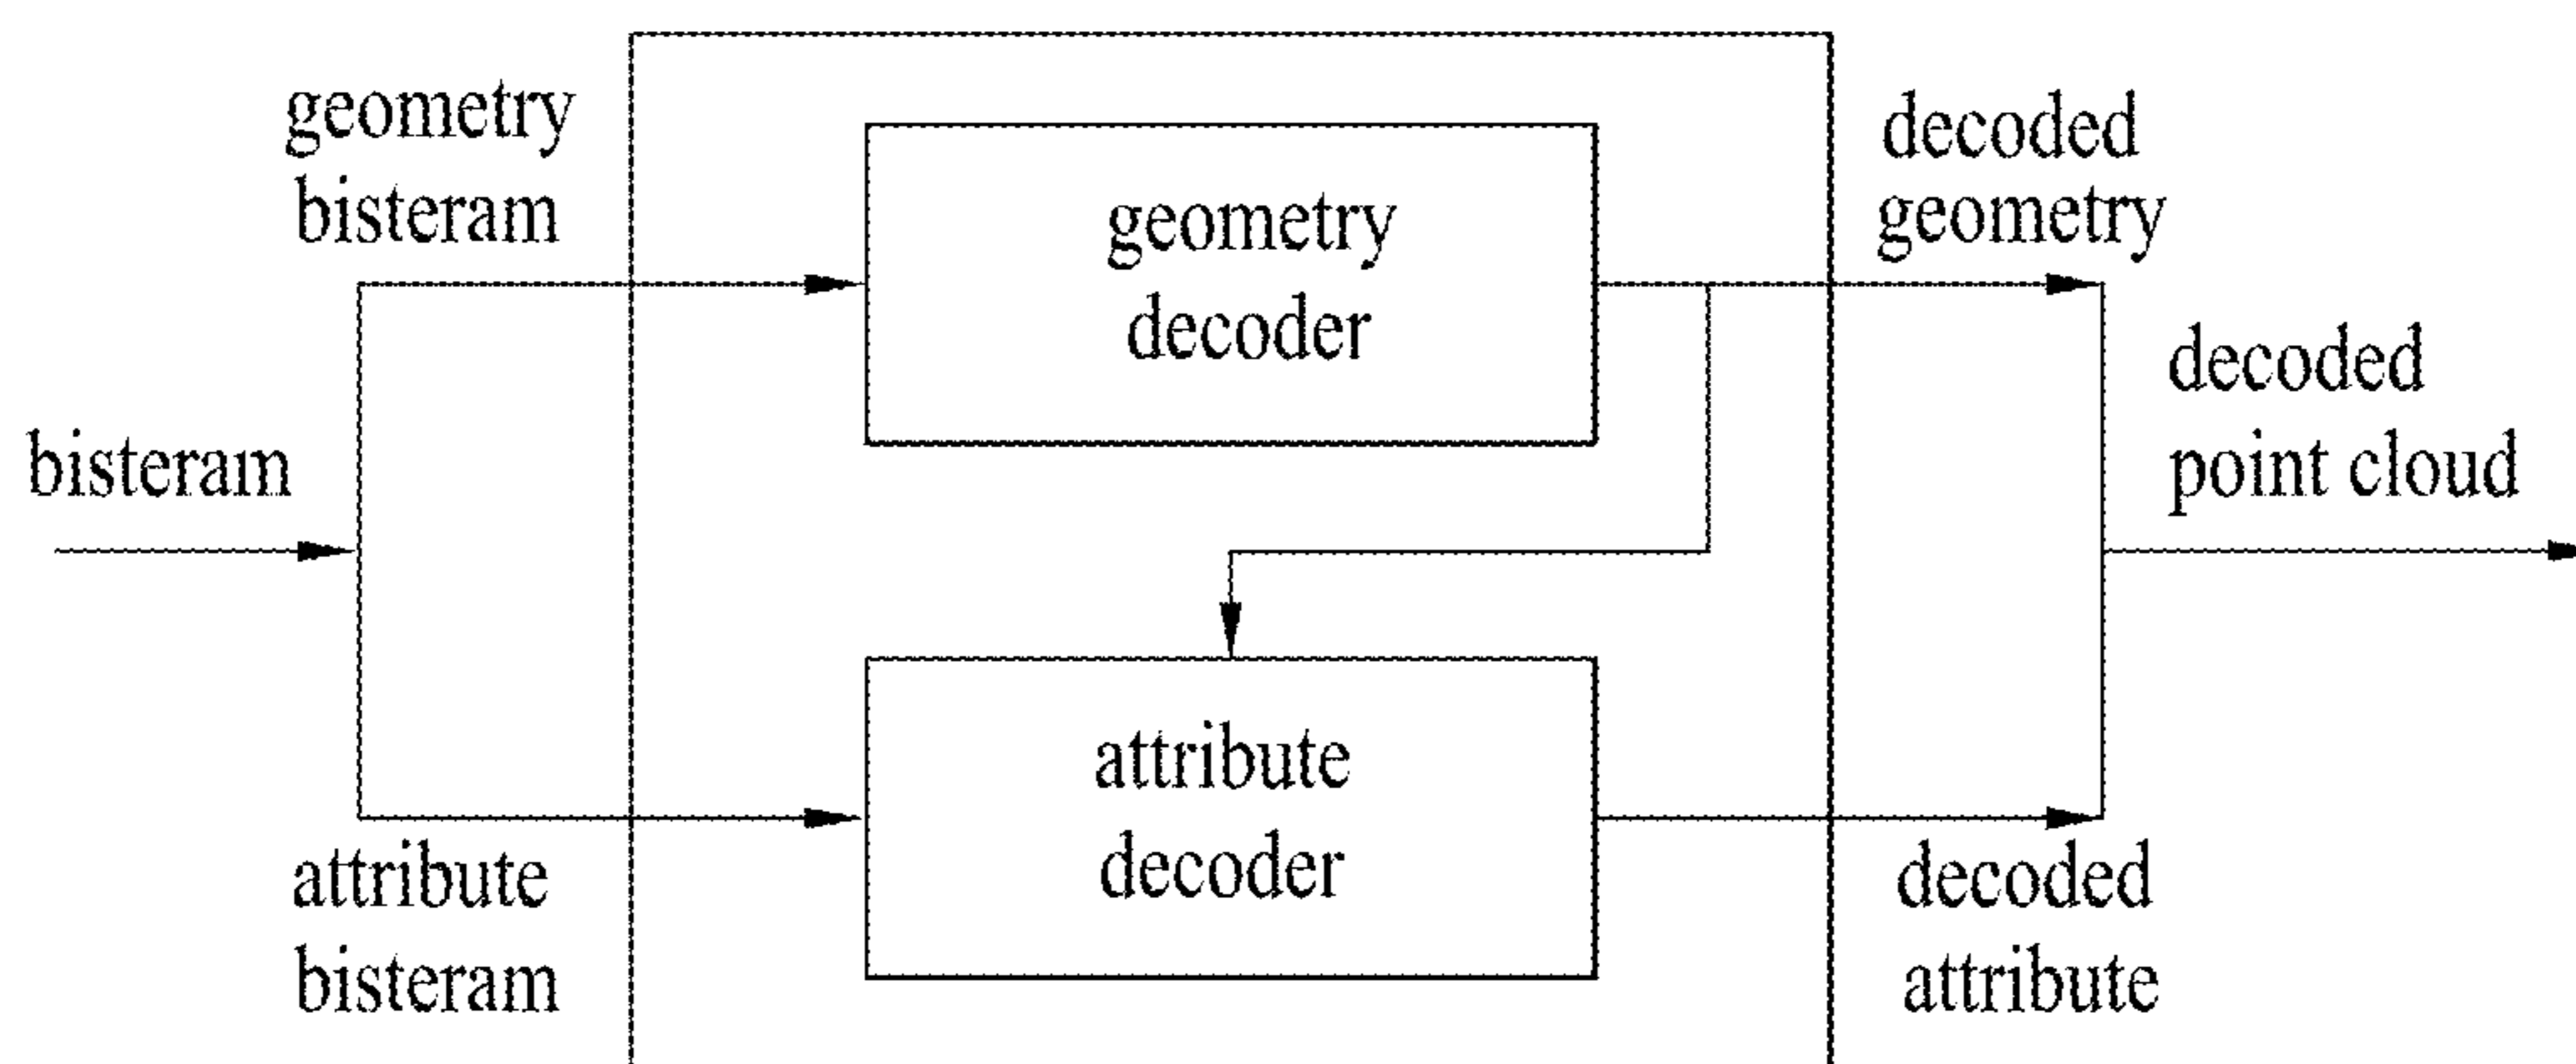 geometry
bisteram
geometry
decoder
decoded
geometry
bisteram
decoded
point cloud
attribute
decoder
attribute
bisteram
decoded
attribute